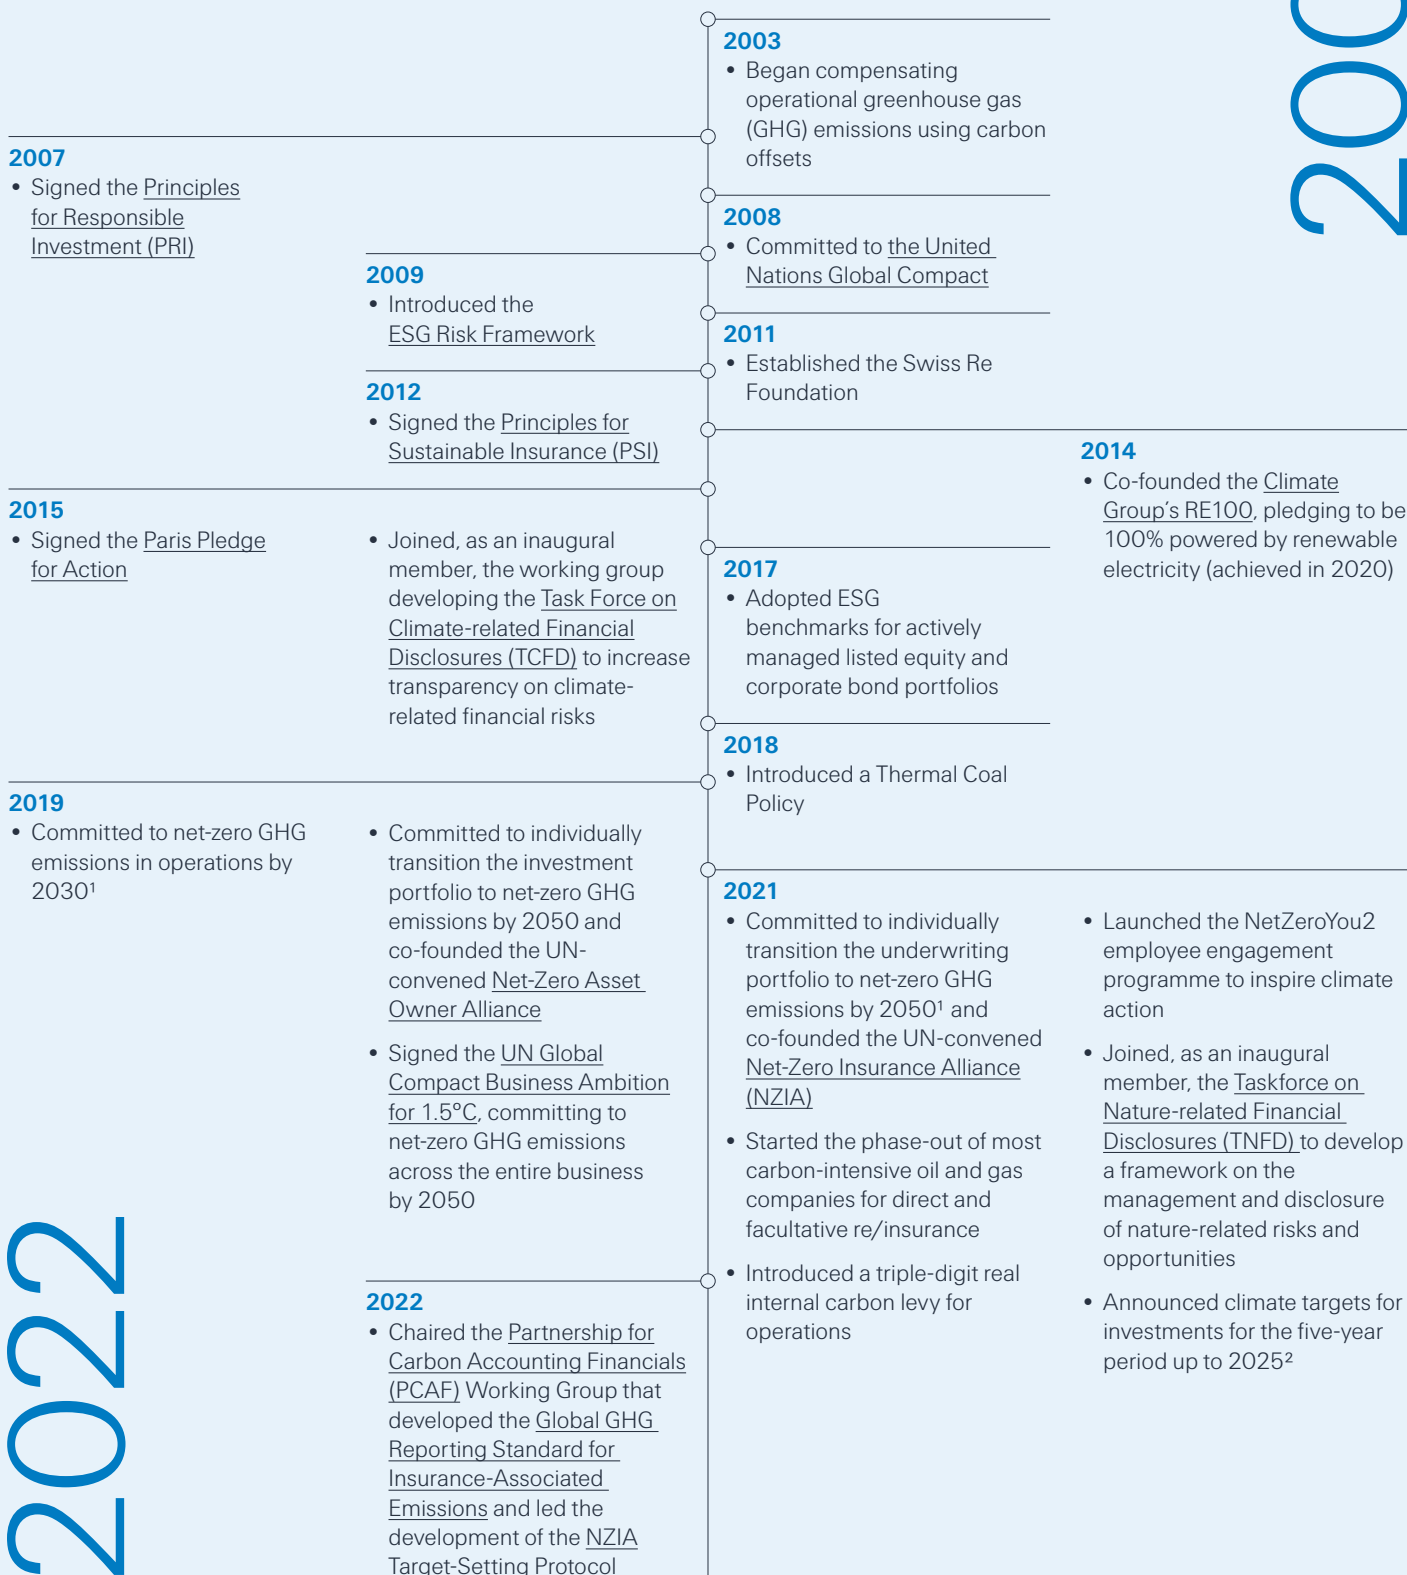 2003
• Began compensating
operational greenhouse gas
(GHG) emissions using carbon
offsets
2007
• Signed the Principles
for Responsible
Investment (PRI)
2008
• Committed to the United
Nations Global Compact
2009
• Introduced the
ESG Risk Framework
2011
• Established the Swiss Re
Foundation
2012
• Signed the Principles for
Sustainable Insurance (PSI)
2014
• Co-founded the Climate
Group's RE100, pledging to be
100% powered by renewable
electricity (achieved in 2020)
2015
• Signed the Paris Pledge
for Action
• Joined, as an inaugural
member, the working group
developing the Task Force on
Climate-related Financial
Disclosures (TCFD) to increase
transparency on climate-
related financial risks
2017
• Adopted ESG
benchmarks for actively
managed listed equity and
corporate bond portfolios
2018
• Introduced a Thermal Coal
Policy
2019
• Committed to net-zero GHG
emissions in operations by
2030¹
• Committed to individually
transition the investment
portfolio to net-zero GHG
emissions by 2050 and
co-founded the UN-
convened Net-Zero Asset
Owner Alliance
• Signed the UN Global
Compact Business Ambition
for 1.5°C, committing to
net-zero GHG emissions
across the entire business
by 2050
2021
• Committed to individually
transition the underwriting
portfolio to net-zero GHG
emissions by 2050¹ and
co-founded the UN-convened
Net-Zero Insurance Alliance
(NZIA)
• Started the phase-out of most
carbon-intensive oil and gas
companies for direct and
facultative re/insurance
• Introduced a triple-digit real
internal carbon levy for
operations
• Launched the NetZeroYou2
employee engagement
programme to inspire climate
action
• Joined, as an inaugural
member, the Taskforce on
Nature-related Financial
Disclosures (TNFD) to develop
a framework on the
management and disclosure
of nature-related risks and
opportunities
• Announced climate targets for
investments for the five-year
period up to 2025²
2022
• Chaired the Partnership for
Carbon Accounting Financials
(PCAF) Working Group that
developed the Global GHG
Reporting Standard for
Insurance-Associated
Emissions and led the
development of the NZIA
Target-Setting Protocol
2022